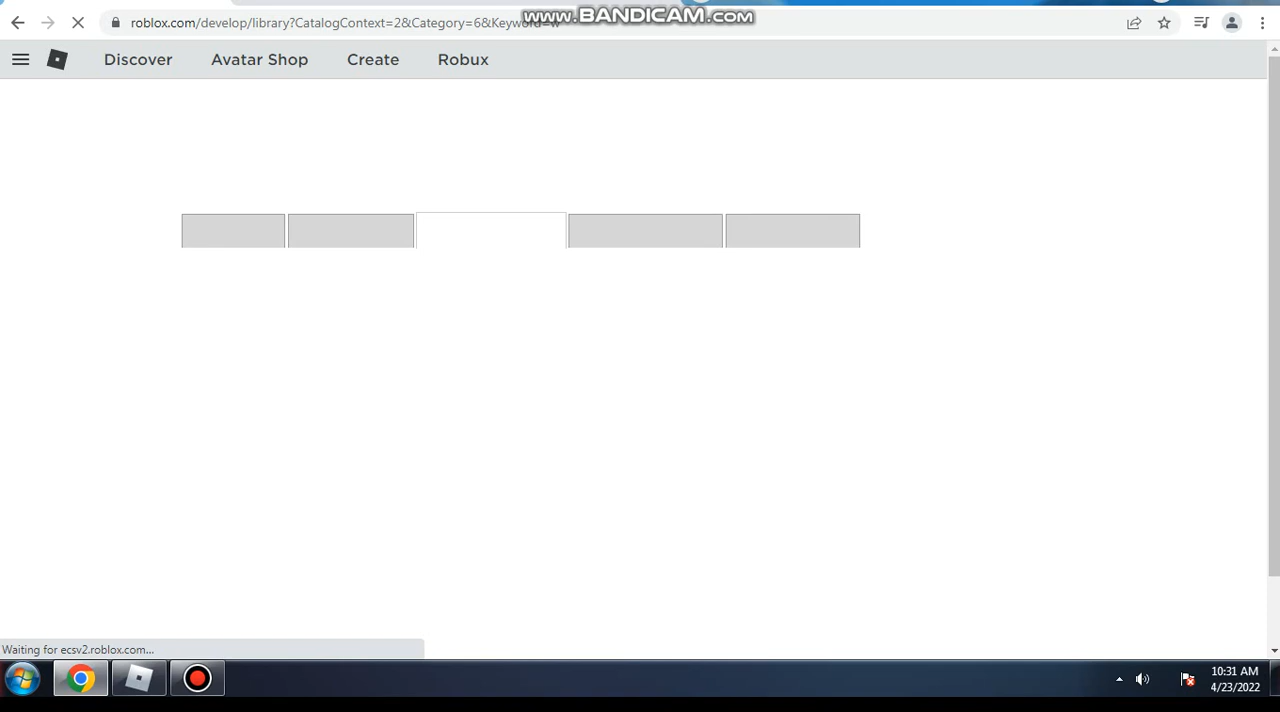 www.BANDICAM.com
roblox.com/develop/library?CatalogContext=2&Category=6&Keyword=w
Discover Avatar Shop Create Robux
Waiting for ecsv2.roblox.com...
10:31 AM
4/23/2022